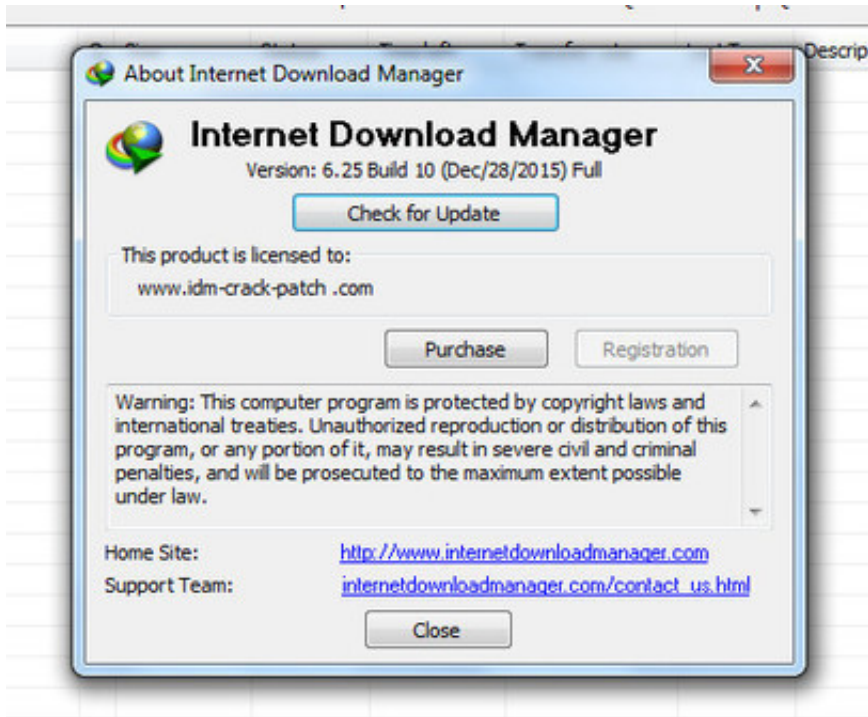 Descrip
About Internet Download Manager
Internet Download Manager
Version: 6.25 Build 10 (Dec/28/2015) Full
Check for Update
This product is licensed to:
www.idm-crack-patch .com
Purchase
Registration
Warning: This computer program is protected by copyright laws and
international treaties. Unauthorized reproduction or distribution of this
program, or any portion of it, may result in severe civil and criminal
penalties, and will be prosecuted to the maximum extent possible
under law.
Home Site:
http://www.internetdownloadmanager.com
Support Team:
internetdownloadmanager.com/contact_us.html
Close